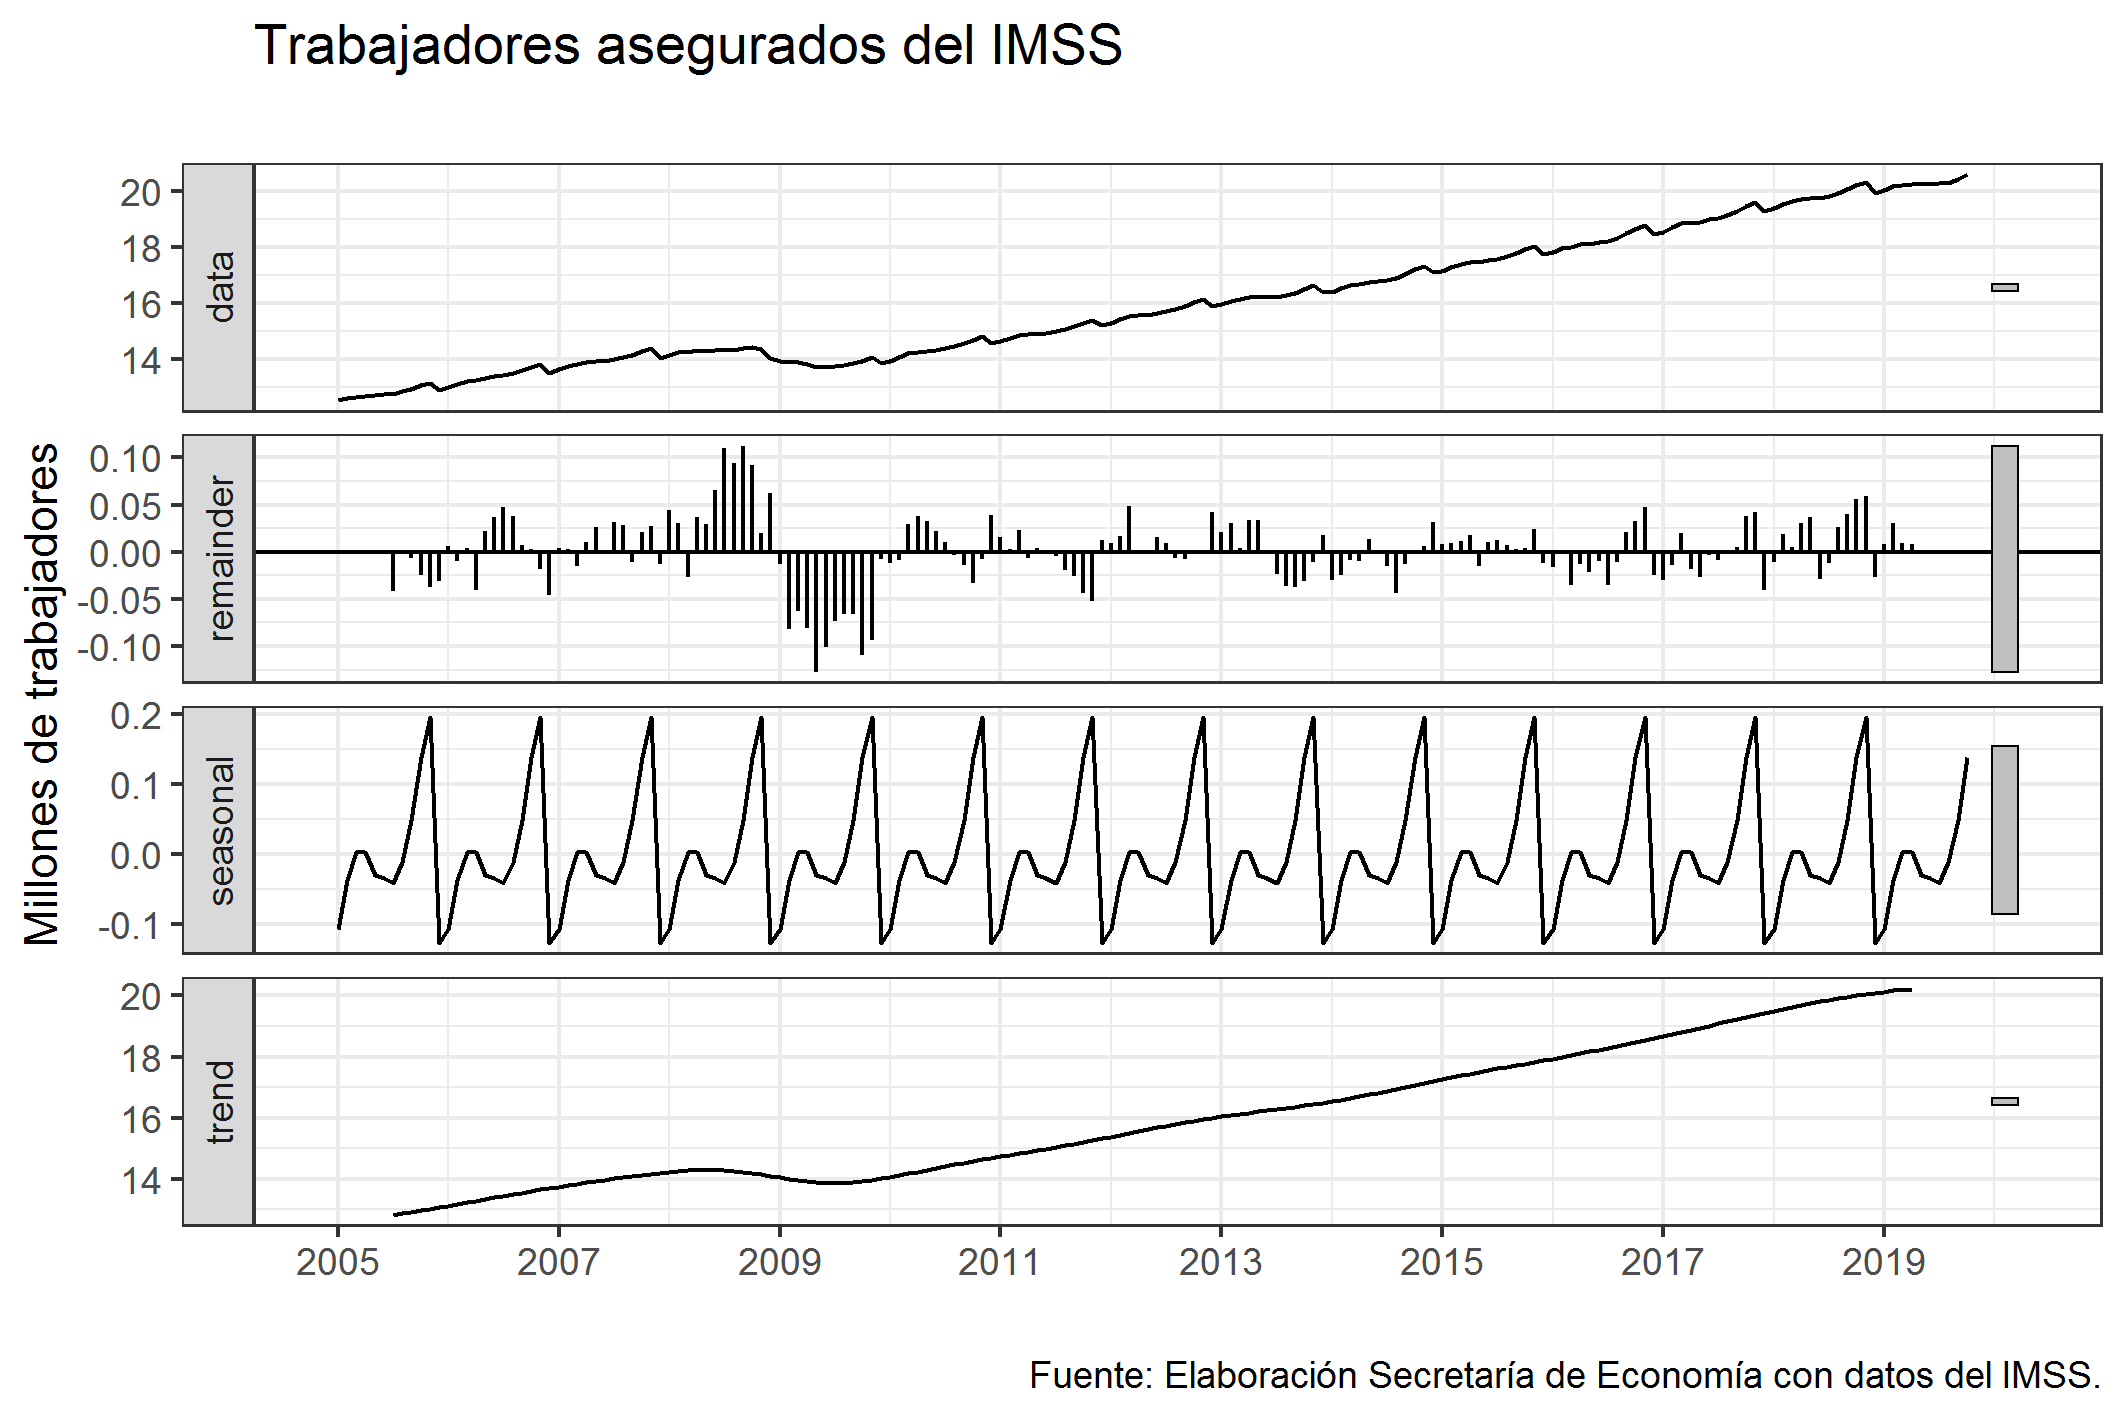 Trabajadores asegurados del IMSS
Millones de trabajadores
data
20
18
16
14
remainder
0.10
0.05
0.00
-0.05
-0.10
seasonal
0.2
0.1
0.0
-0.1
trend
20
18
16
14
2005 2007 2009 2011 2013 2015 2017 2019
Fuente: Elaboración Secretaría de Economía con datos del IMSS.